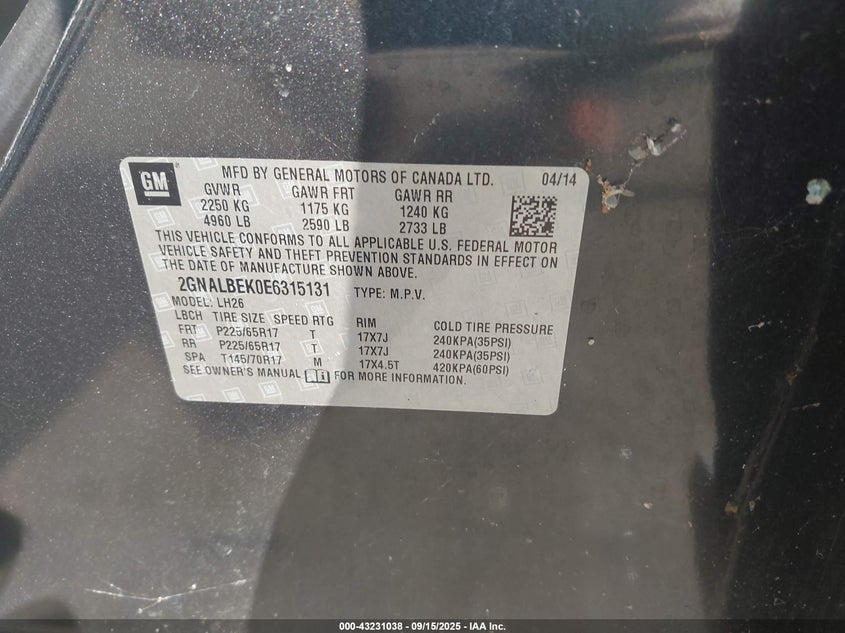 GM
MFD BY GENERAL MOTORS OF CANADA LTD. 04/14
GVWR GAWR FRT GAWR RR
2250 KG 1175 KG 1240 KG
4960 LB 2590 LB 2733 LB
THIS VEHICLE CONFORMS TO ALL APPLICABLE U.S. FEDERAL MOTOR
VEHICLE SAFETY AND THEFT PREVENTION STANDARDS IN EFFECT ON
THE DATE OF MANUFACTURE SHOWN ABOVE.
2GNALBEK0E6315131 TYPE: M.P.V.
MODEL: LH26
LBCH TIRE SIZE SPEED RTG RIM COLD TIRE PRESSURE
FRT P225/65R17 T 17X7J 240KPA(35PSI)
RR P225/65R17 T 17X7J 240KPA(35PSI)
SPA T145/70R17 M 17X4.5T 420KPA(60PSI)
SEE OWNER'S MANUAL FOR MORE INFORMATION.
000-43231038 - 09/15/2025 - IAA Inc.